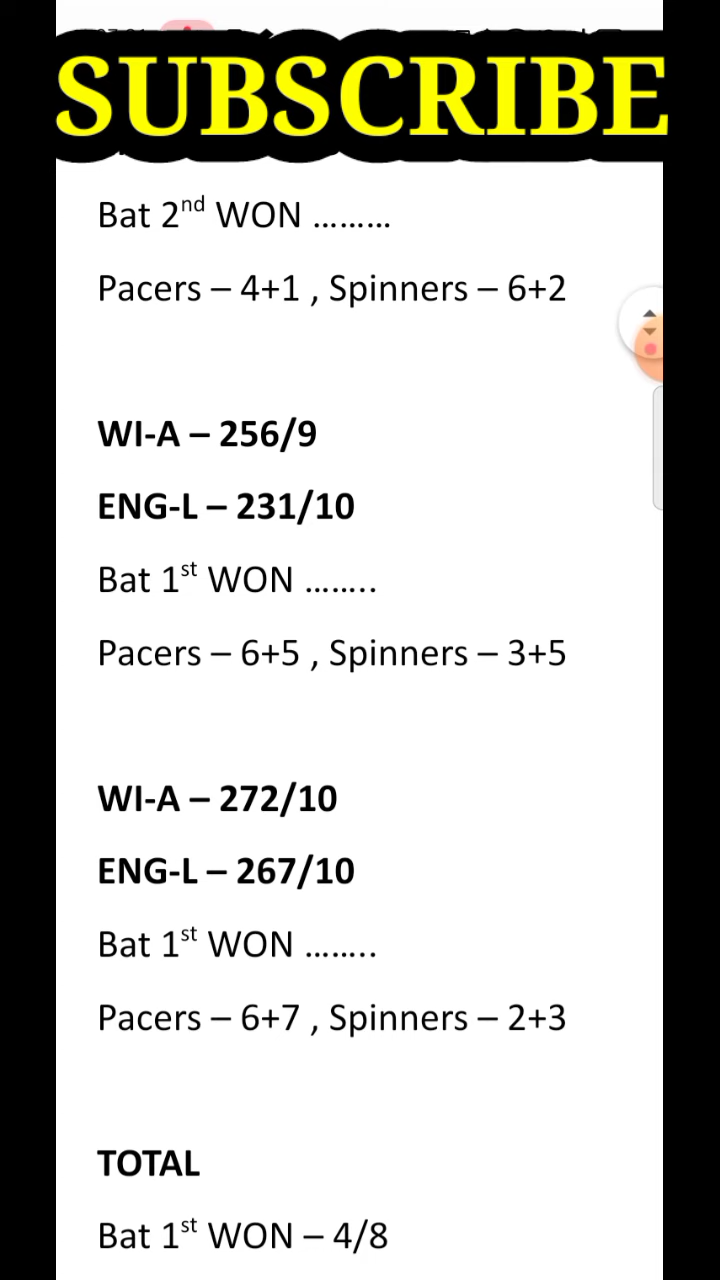 SUBSCRIBE
Bat 2nd WON .........
Pacers – 4+1 , Spinners – 6+2
WI-A – 256/9
ENG-L – 231/10
Bat 1st WON ........
Pacers – 6+5 , Spinners – 3+5
WI-A – 272/10
ENG-L – 267/10
Bat 1st WON ........
Pacers – 6+7 , Spinners – 2+3
TOTAL
Bat 1st WON – 4/8